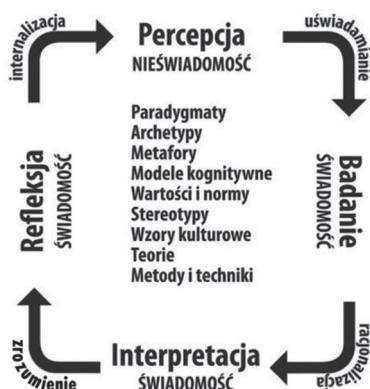 internalizacja
Percepcja
NIEŚWIADOMOŚĆ
uświadamianie
Paradygmaty
Archetypy
Metafory
Modele kognitywne
Wartości i normy
Stereotypy
Wzory kulturowe
Teorie
Metody i techniki
Refleksja
ŚWIADOMOŚĆ
Badanie
ŚWIADOMOŚĆ
zrozumienie
Interpretacja
ŚWIADOMOŚĆ
racjonalizacja